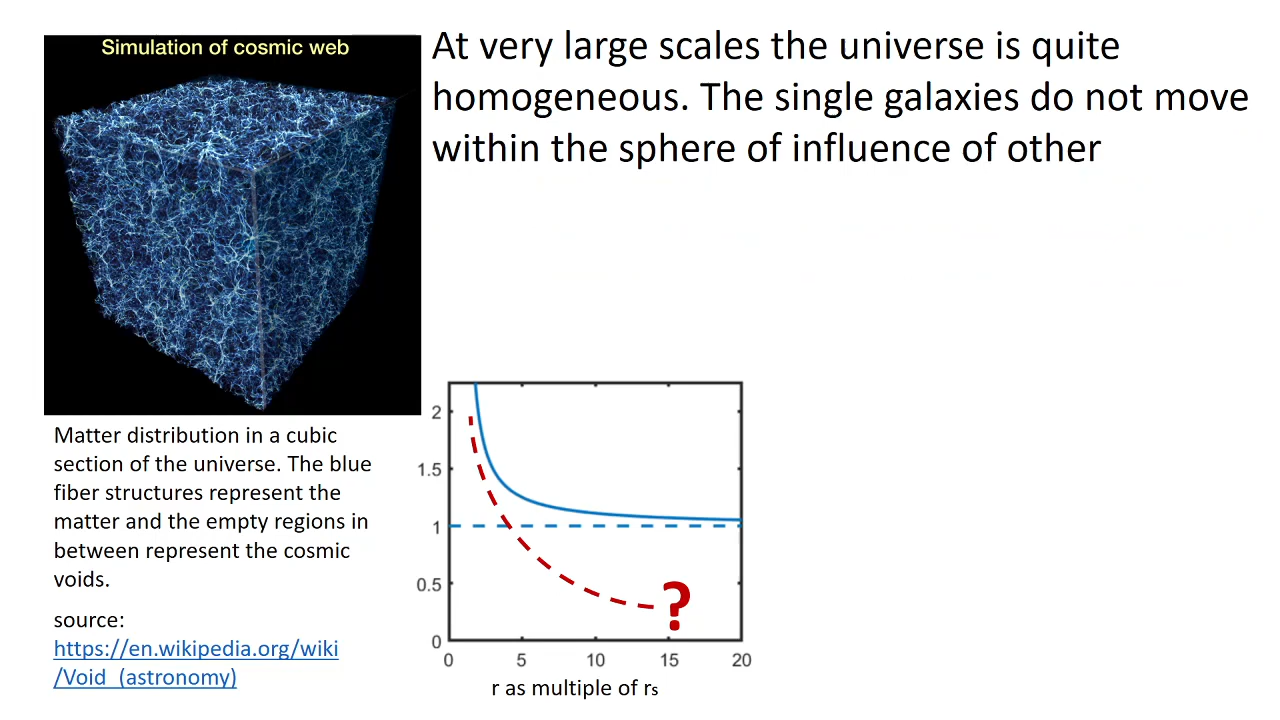 Simulation of cosmic web
At very large scales the universe is quite
homogeneous. The single galaxies do not move
within the sphere of influence of other
Matter distribution in a cubic
section of the universe. The blue
fiber structures represent the
matter and the empty regions in
between represent the cosmic
voids.
source:
https://en.wikipedia.org/wiki
/Void_(astronomy)
2
1.5
1
0.5
0
?
0 5 10 15 20
r as multiple of rs